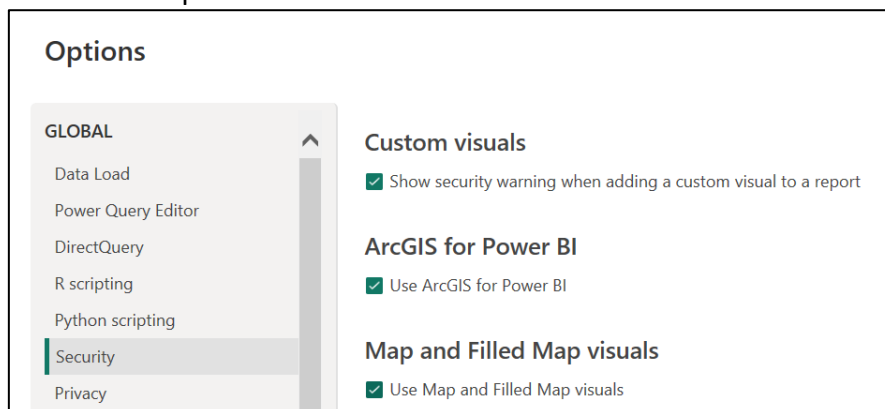 Options
GLOBAL
Data Load
Power Query Editor
DirectQuery
R scripting
Python scripting
Security
Privacy
Custom visuals
Show security warning when adding a custom visual to a report
ArcGIS for Power BI
Use ArcGIS for Power BI
Map and Filled Map visuals
Use Map and Filled Map visuals